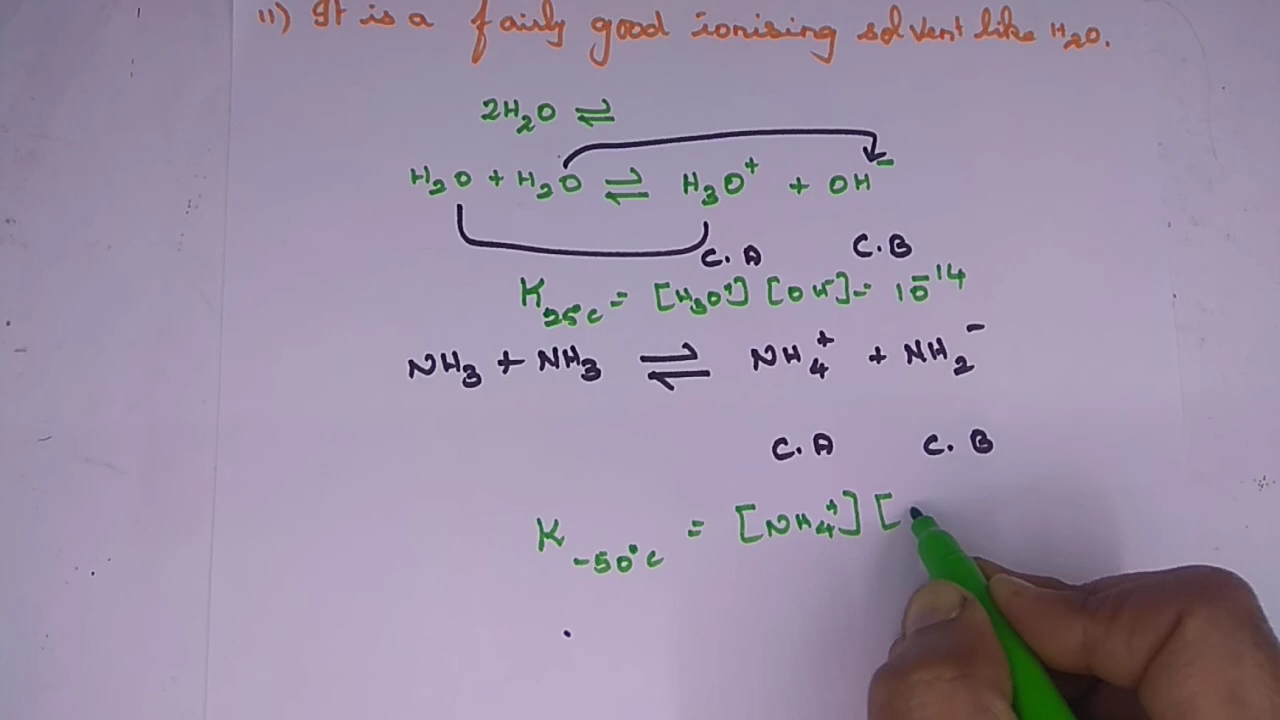 11) It is a fairly good ionising solvent like H₂O.
2H₂O ⇌
H₂O + H₂O ⇌ H₃O⁺ + OH⁻
C.A C.B
K₂₅°c = [H₃O⁺] [OH⁻] = 10⁻¹⁴
NH₃ + NH₃ ⇌ NH₄⁺ + NH₂⁻
C.A C.B
K₋₅₀°c = [NH₄⁺] [